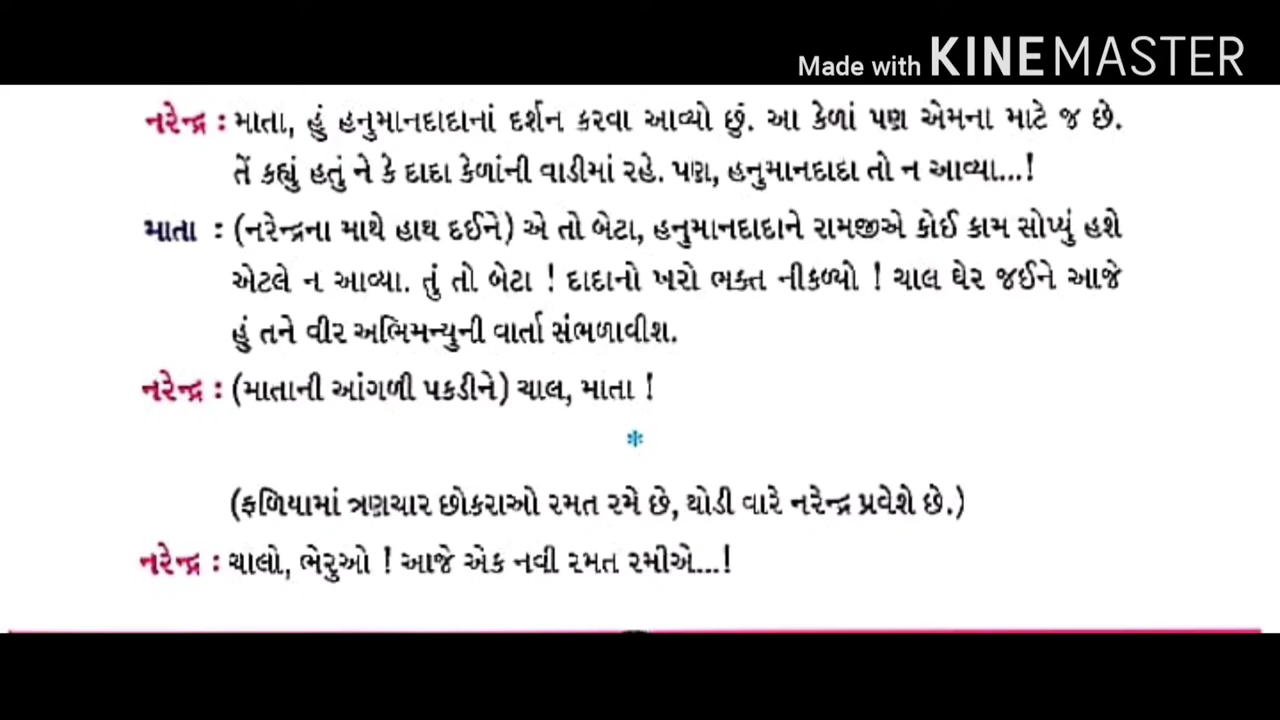 Made with KINEMASTER
નરેન્દ્ર : માતા, હું હનુમાનદાદાનાં દર્શન કરવા આવ્યો છું. આ કેળાં પણ એમના માટે જ છે.
તેં કહ્યું હતું ને કે દાદા કેળાંની વાડીમાં રહે. પણ, હનુમાનદાદા તો ન આવ્યા...!
માતા : (નરેન્દ્રના માથે હાથ દઈને) એ તો બેટા, હનુમાનદાદાને રામજીએ કોઈ કામ સોપ્યું હશે
એટલે ન આવ્યા. તું તો બેટા ! દાદાનો ખરો ભક્ત નીકળ્યો ! ચાલ ઘેર જઈને આજે
હું તને વીર અભિમન્યુની વાર્તા સંભળાવીશ.
નરેન્દ્ર : (માતાની આંગળી પકડીને) ચાલ, માતા !
*
(ફળિયામાં ત્રણચાર છોકરાઓ રમત રમે છે, થોડી વારે નરેન્દ્ર પ્રવેશે છે.)
નરેન્દ્ર : ચાલો, ભેરુઓ ! આજે એક નવી રમત રમીએ...!